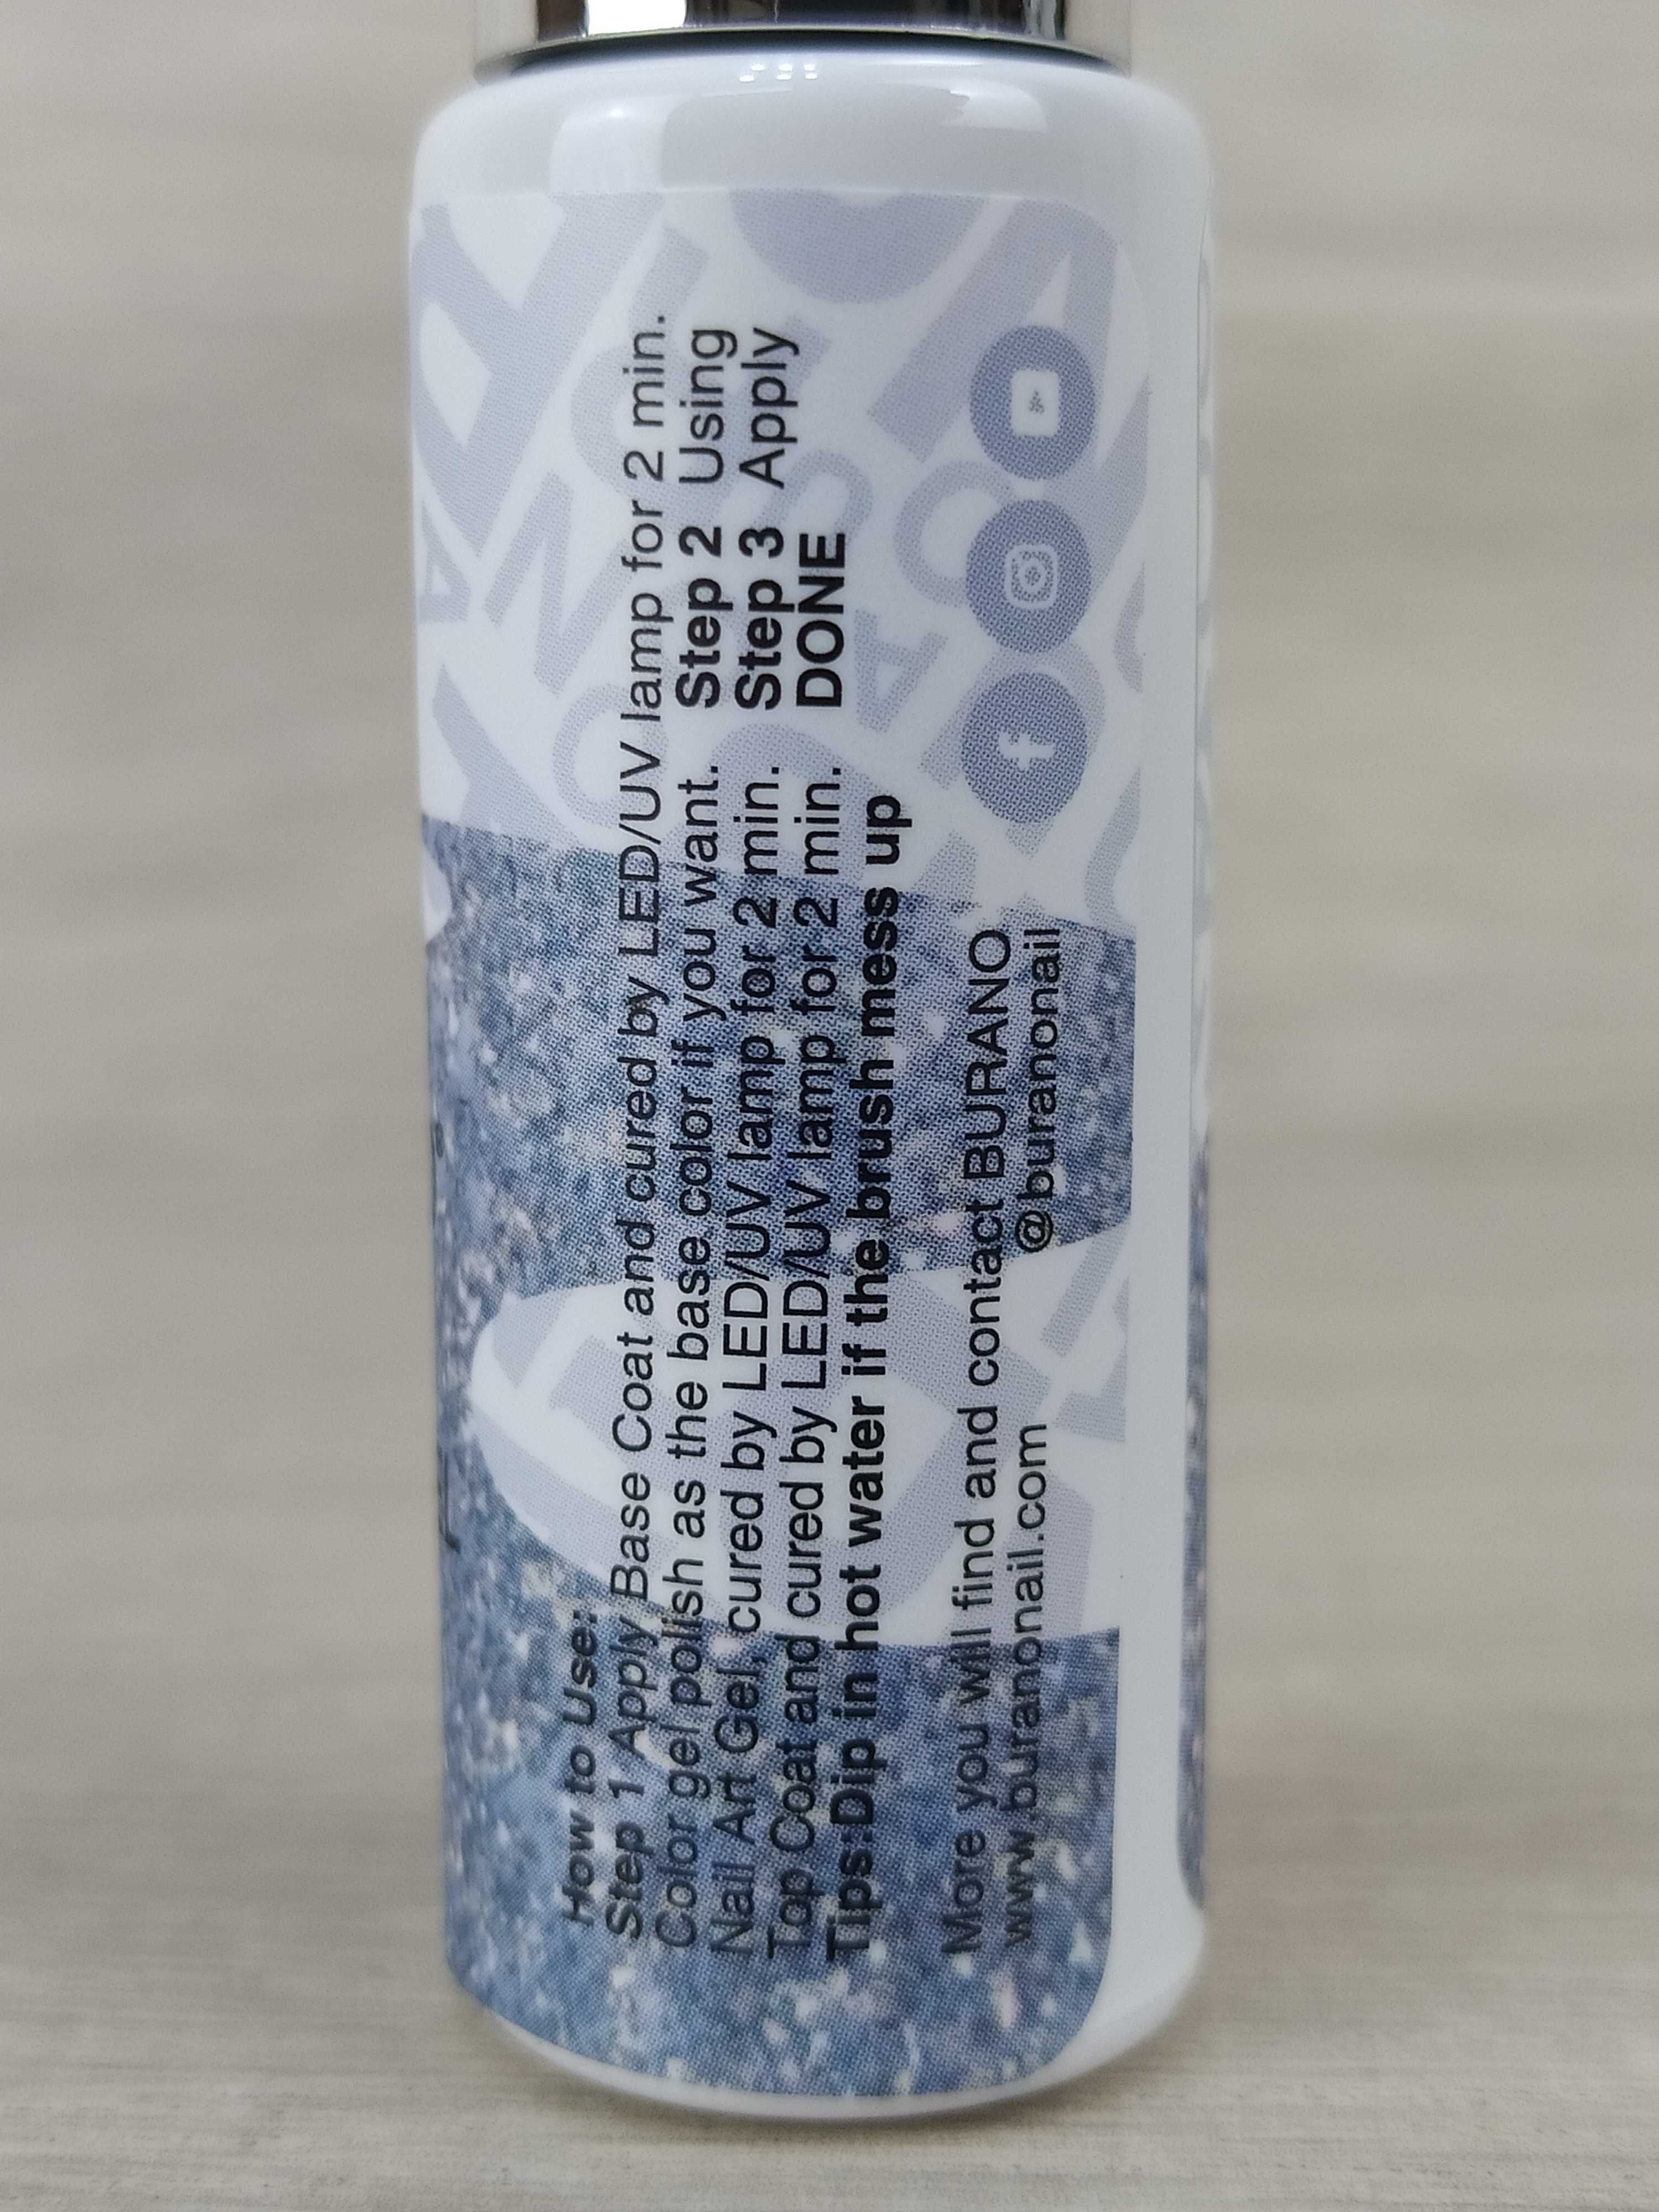 How to Use:
Step 1 Apply Base Coat and cured by LED/UV lamp for 2 min.
Color gel polish as the base color if you want. Step 2 Using
Nail Art Gel, cured by LED/UV lamp for 2 min. Step 3 Apply
Top Coat and cured by LED/UV lamp for 2 min. DONE
Tips:Dip in hot water if the brush mess up
More you will find and contact BURANO
www.buranonail.com @buranonail